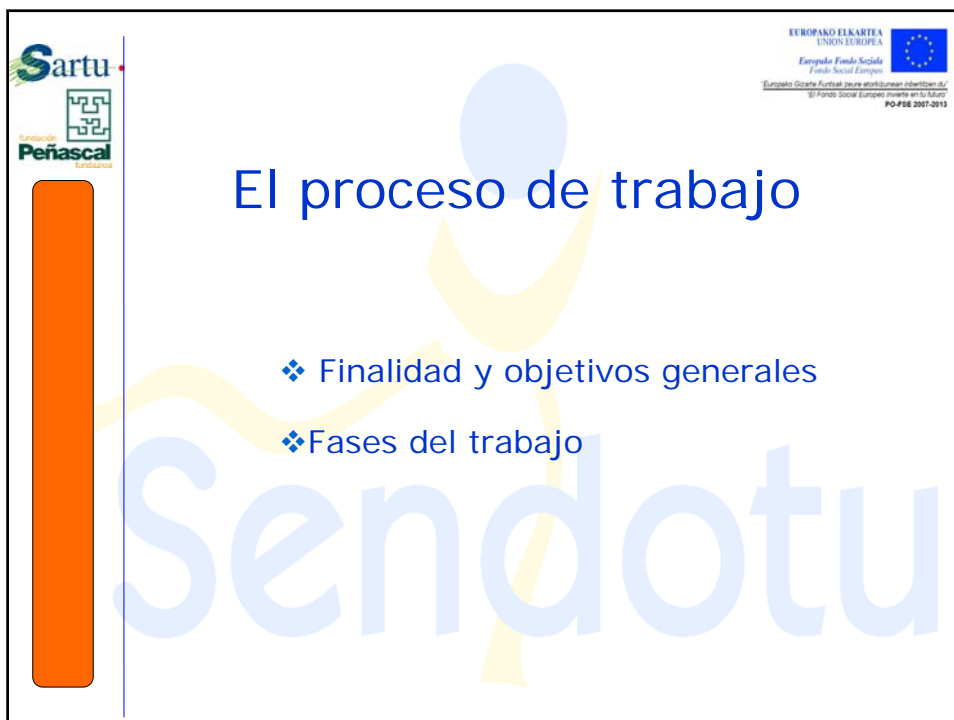 Sartu
fundación
Peñascal
fundazioa
EUROPAKO ELKARTEA
UNION EUROPEA
Europako Fondo Soziala
Fondo Social Europeo
"Europako Gizarte Funtsak zeure etorkizunean inbertitzen du"
"El Fondo Social Europeo invierte en tu futuro"
PO-FSE 2007-2013
El proceso de trabajo
❖ Finalidad y objetivos generales
❖Fases del trabajo
Sendotu